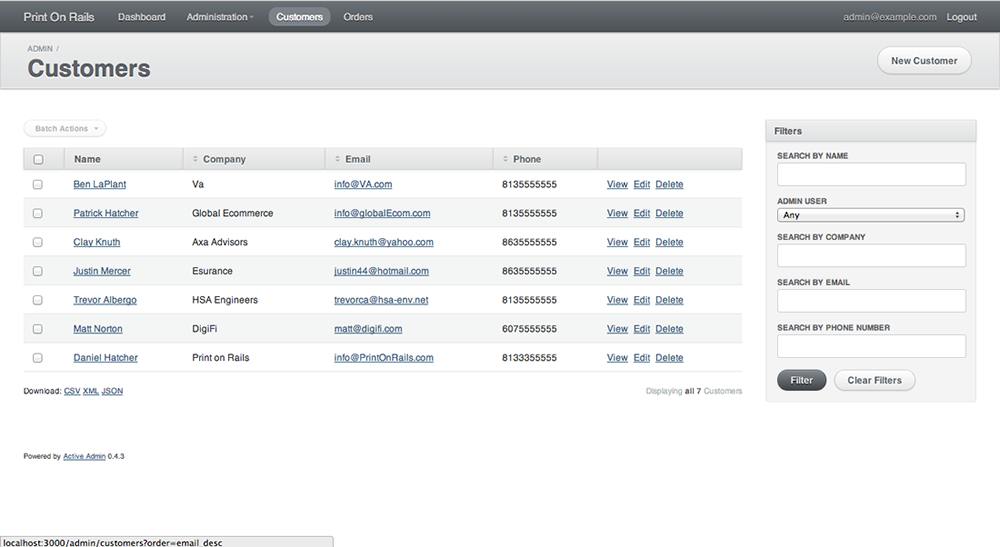 Print On Rails Dashboard Administration Customers Orders admin@example.com Logout
ADMIN /
Customers
New Customer
Batch Actions
Name Company Email Phone
Ben LaPlant Va info@VA.com 8135555555 View Edit Delete
Patrick Hatcher Global Ecommerce info@globalEcom.com 8135555555 View Edit Delete
Clay Knuth Axa Advisors clay.knuth@yahoo.com 8635555555 View Edit Delete
Justin Mercer Esurance justin44@hotmail.com 8635555555 View Edit Delete
Trevor Albergo HSA Engineers trevorca@hsa-env.net 8135555555 View Edit Delete
Matt Norton DigiFi matt@digifi.com 6075555555 View Edit Delete
Daniel Hatcher Print on Rails info@PrintOnRails.com 8133355555 View Edit Delete
Download: CSV XML JSON
Displaying all 7 Customers
Filters
SEARCH BY NAME
ADMIN USER
Any
SEARCH BY COMPANY
SEARCH BY EMAIL
SEARCH BY PHONE NUMBER
Filter Clear Filters
Powered by Active Admin 0.4.3
localhost:3000/admin/customers?order=email_desc